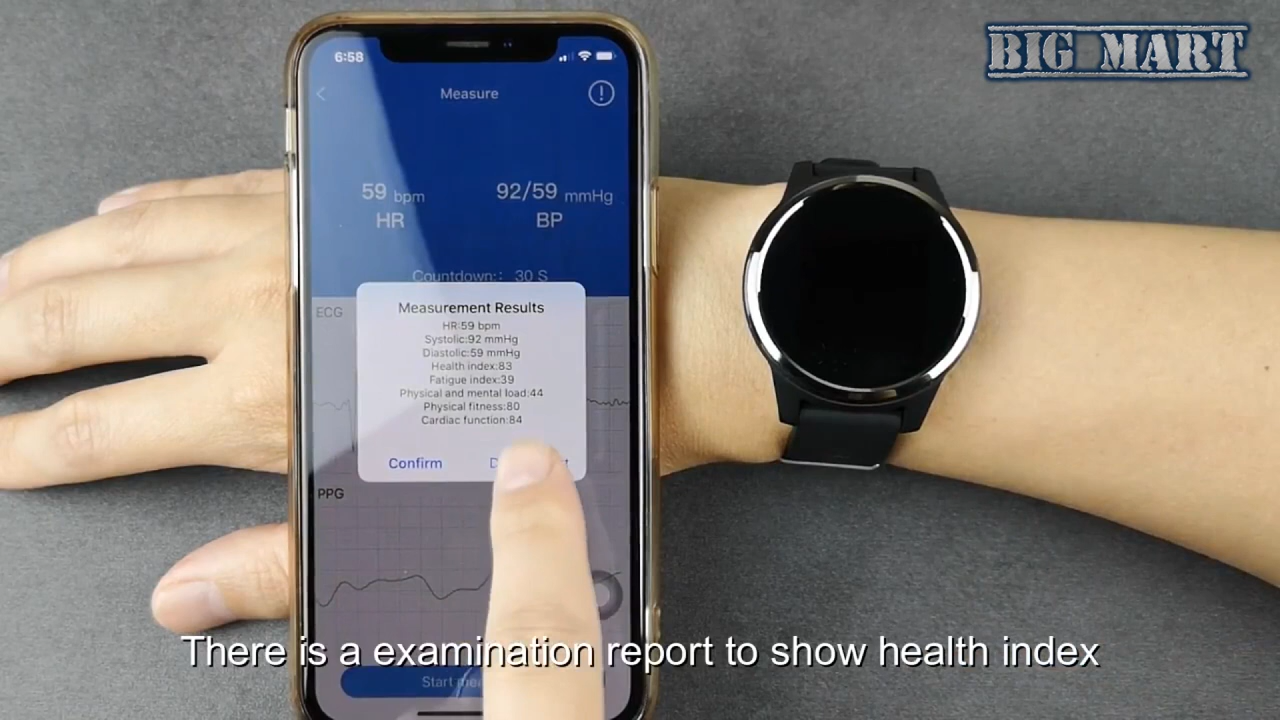 BIG MART
6:58
Measure
59 bpm
HR
92/59 mmHg
BP
Countdown:: 30 S
ECG
Measurement Results
HR:59 bpm
Systolic:92 mmHg
Diastolic:59 mmHg
Health index:83
Fatigue index:39
Physical and mental load:44
Physical fitness:80
Cardiac function:84
Confirm
PPG
There is a examination report to show health index
Start